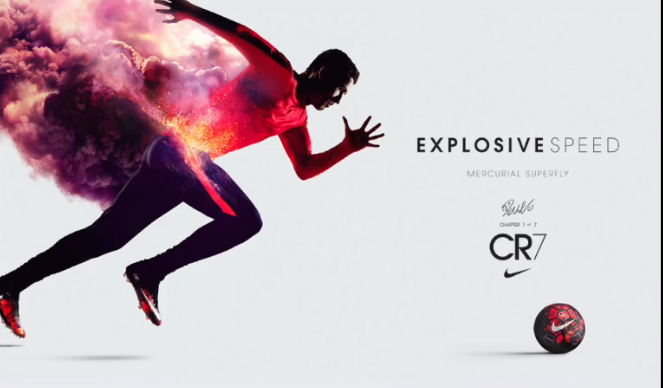 EXPLOSIVE SPEED
MERCURIAL SUPERFLY
CHAPTER 1 OF 7
CR7